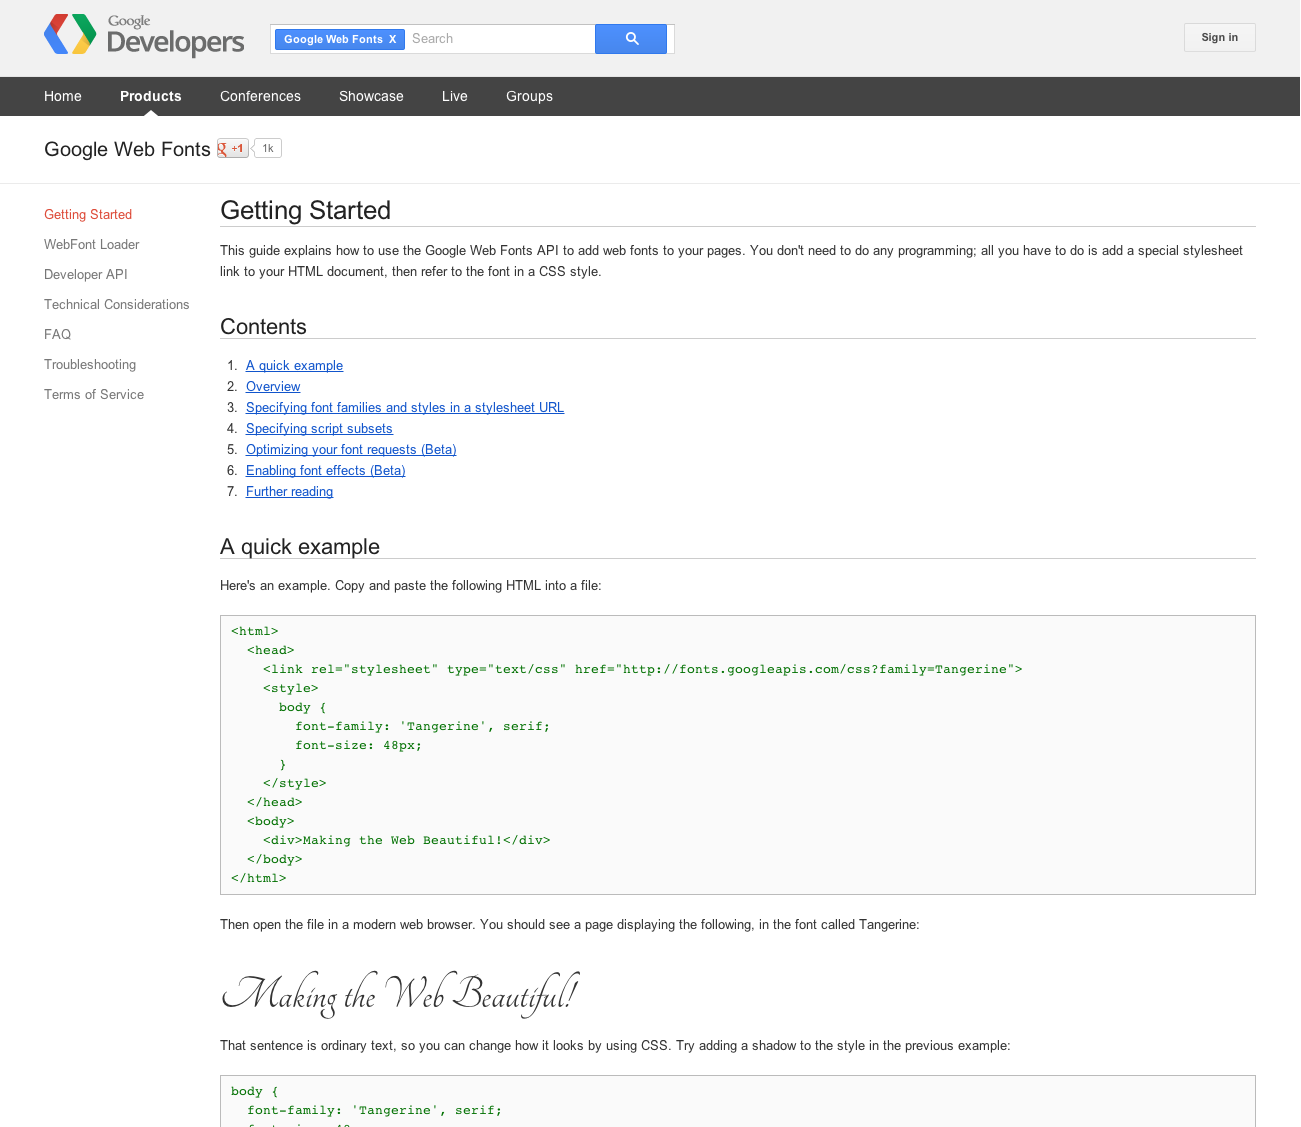 Google
Developers
Google Web Fonts X Search
Sign in
Home Products Conferences Showcase Live Groups
Google Web Fonts g +1 1k
Getting Started
WebFont Loader
Developer API
Technical Considerations
FAQ
Troubleshooting
Terms of Service
Getting Started
This guide explains how to use the Google Web Fonts API to add web fonts to your pages. You don't need to do any programming; all you have to do is add a special stylesheet
link to your HTML document, then refer to the font in a CSS style.
Contents
1. A quick example
2. Overview
3. Specifying font families and styles in a stylesheet URL
4. Specifying script subsets
5. Optimizing your font requests (Beta)
6. Enabling font effects (Beta)
7. Further reading
A quick example
Here's an example. Copy and paste the following HTML into a file:
<html>
  <head>
    <link rel="stylesheet" type="text/css" href="http://fonts.googleapis.com/css?family=Tangerine">
    <style>
      body {
        font-family: 'Tangerine', serif;
        font-size: 48px;
      }
    </style>
  </head>
  <body>
    <div>Making the Web Beautiful!</div>
  </body>
</html>
Then open the file in a modern web browser. You should see a page displaying the following, in the font called Tangerine:
Making the Web Beautiful!
That sentence is ordinary text, so you can change how it looks by using CSS. Try adding a shadow to the style in the previous example:
body {
  font-family: 'Tangerine', serif;